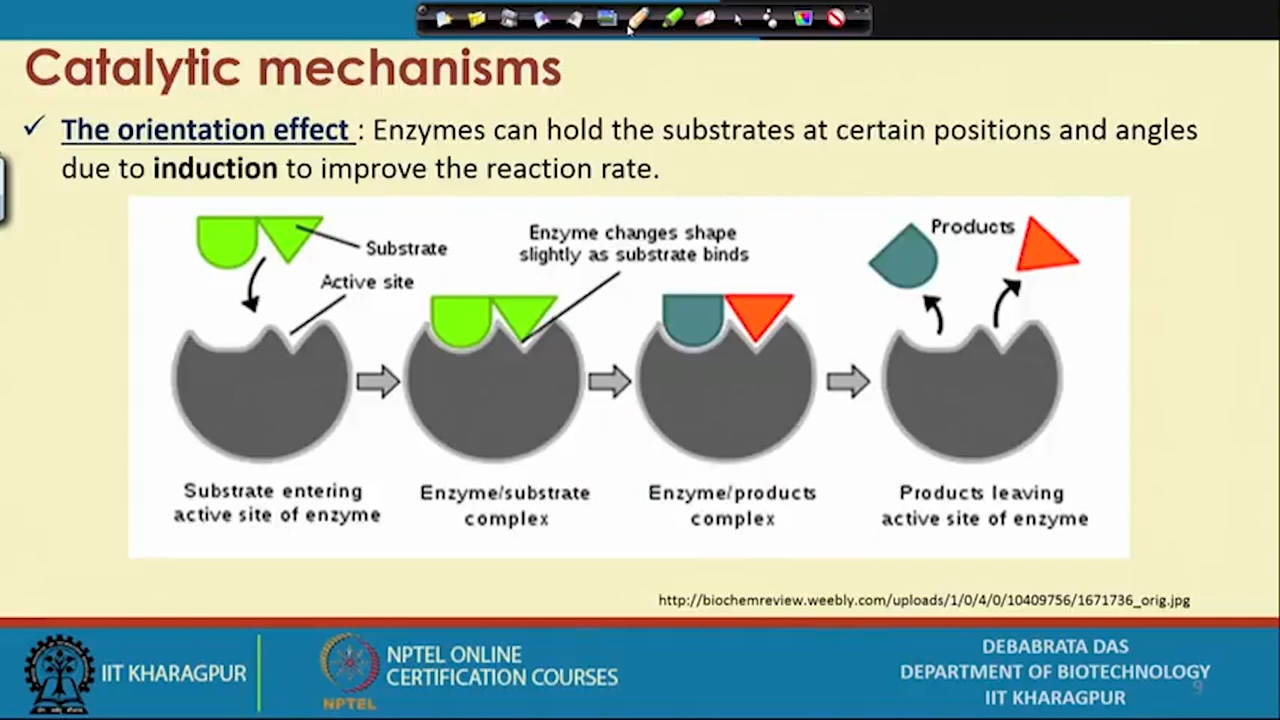 Catalytic mechanisms
✓ The orientation effect : Enzymes can hold the substrates at certain positions and angles
due to induction to improve the reaction rate.
Substrate
Active site
Enzyme changes shape
slightly as substrate binds
Products
Substrate entering
active site of enzyme
Enzyme/substrate
complex
Enzyme/products
complex
Products leaving
active site of enzyme
http://biochemreview.weebly.com/uploads/1/0/4/0/10409756/1671736_orig.jpg
IIT KHARAGPUR
NPTEL
NPTEL ONLINE
CERTIFICATION COURSES
DEBABRATA DAS
DEPARTMENT OF BIOTECHNOLOGY
IIT KHARAGPUR
9